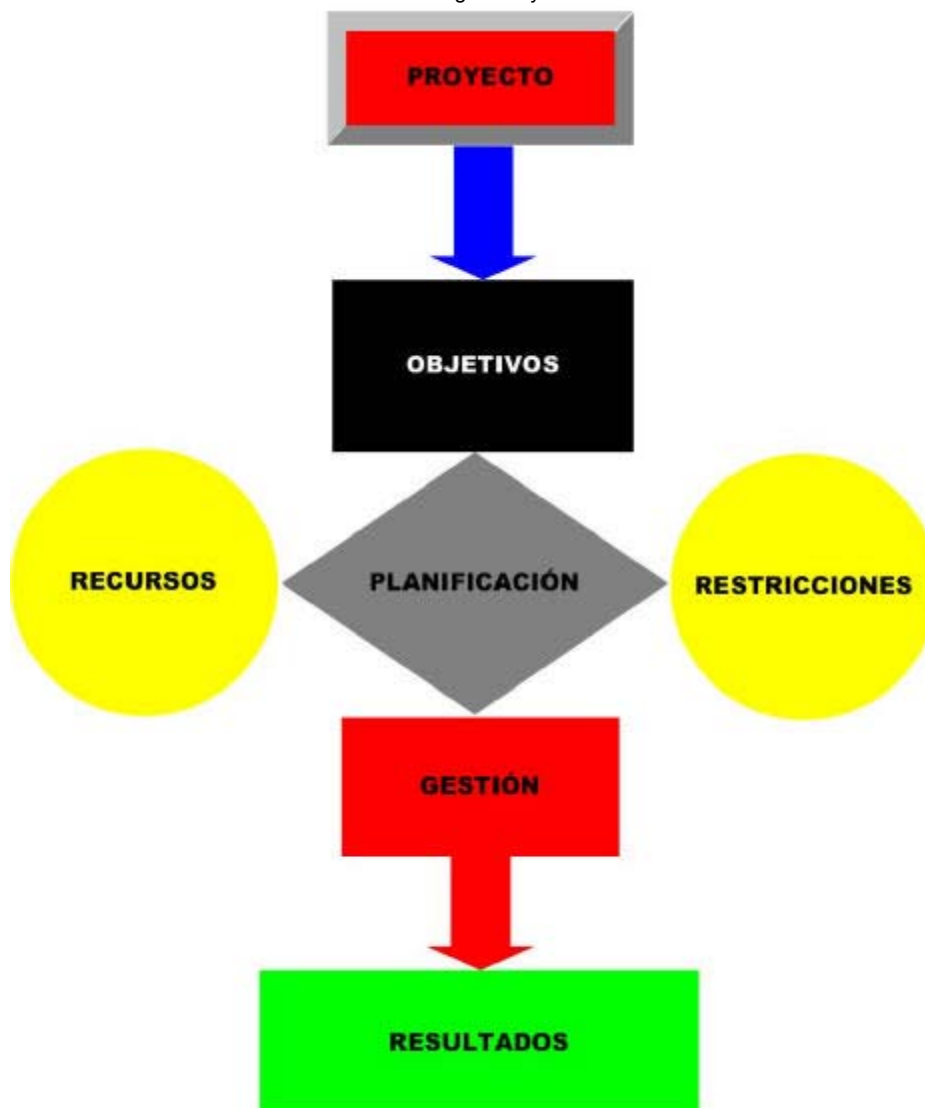 PROYECTO
OBJETIVOS
RECURSOS
PLANIFICACIÓN
RESTRICCIONES
GESTIÓN
RESULTADOS